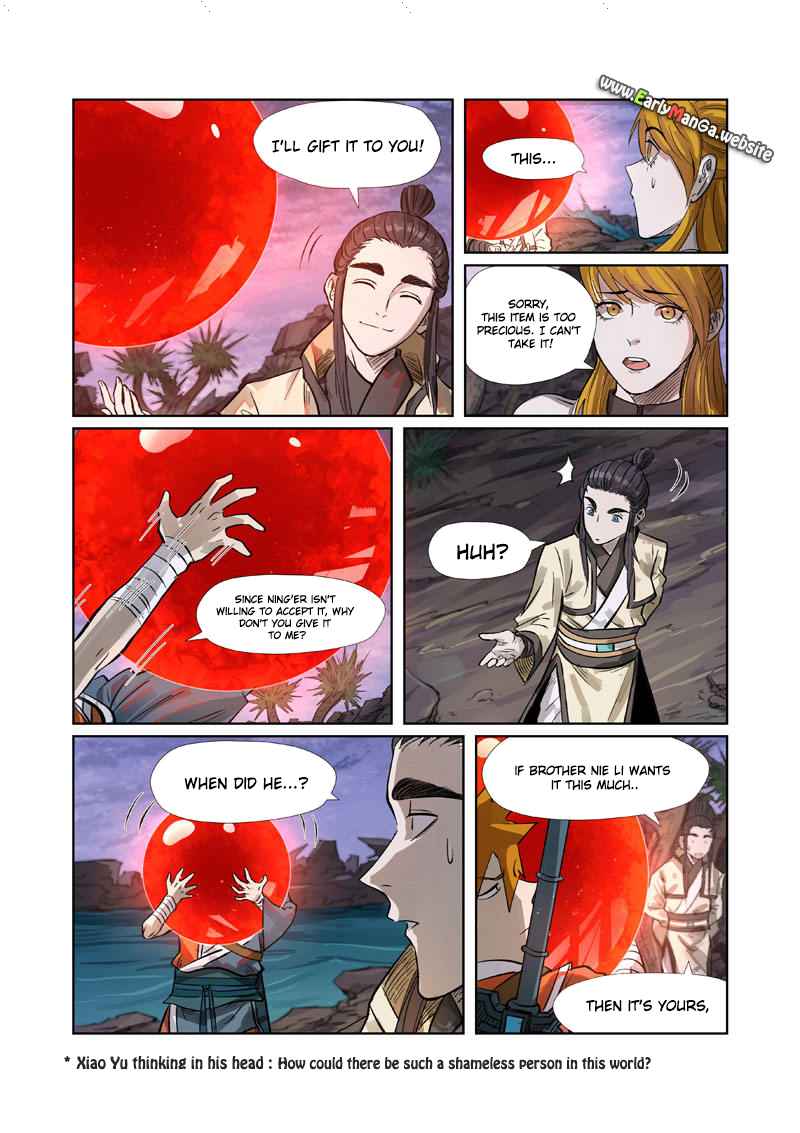 www.EarlyManGa.website
I'LL GIFT IT TO YOU!
THIS...
SORRY,
THIS ITEM IS TOO
PRECIOUS. I CAN'T
TAKE IT!
SINCE NING'ER ISN'T
WILLING TO ACCEPT IT, WHY
DON'T YOU GIVE IT
TO ME?
HUH?
WHEN DID HE...?
IF BROTHER NIE LI WANTS
IT THIS MUCH..
THEN IT'S YOURS,
* Xiao Yu thinking in his head : How could there be such a shameless person in this world?